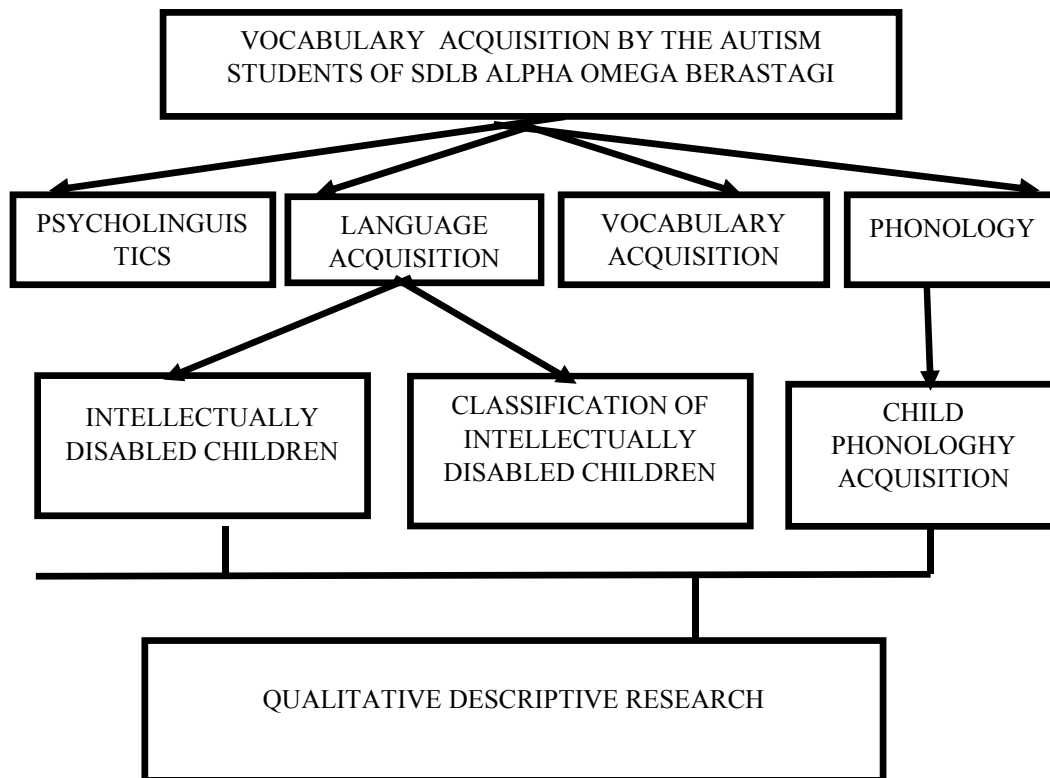 VOCABULARY ACQUISITION BY THE AUTISM
STUDENTS OF SDLB ALPHA OMEGA BERASTAGI
PSYCHOLINGUIS
TICS
LANGUAGE
ACQUISITION
VOCABULARY
ACQUISITION
PHONOLOGY
INTELLECTUALLY
DISABLED CHILDREN
CLASSIFICATION OF
INTELLECTUALLY
DISABLED CHILDREN
CHILD
PHONOLOGHY
ACQUISITION
QUALITATIVE DESCRIPTIVE RESEARCH